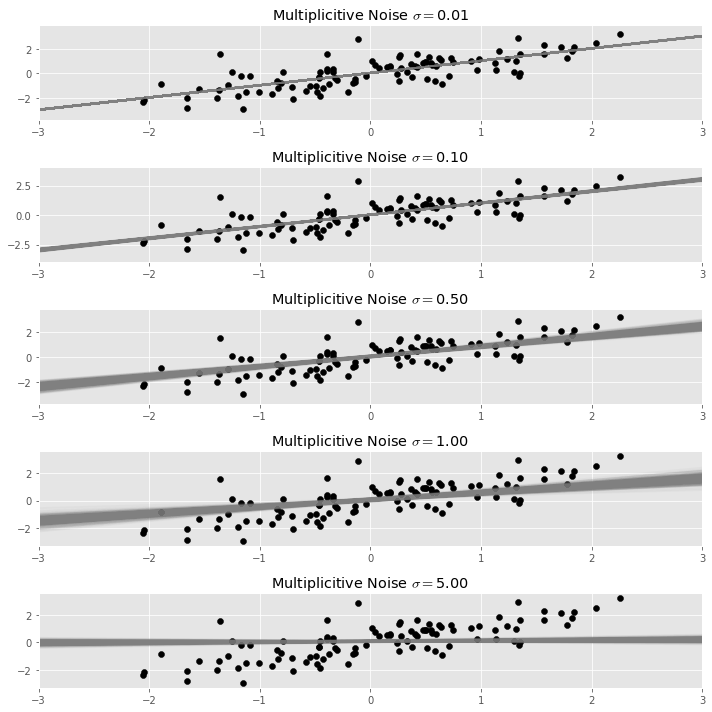 Multiplicitive Noise σ = 0.01
2
0
−2
−3 −2 −1 0 1 2 3
Multiplicitive Noise σ = 0.10
2.5
0.0
−2.5
−3 −2 −1 0 1 2 3
Multiplicitive Noise σ = 0.50
2
0
−2
−3 −2 −1 0 1 2 3
Multiplicitive Noise σ = 1.00
2
0
−2
−3 −2 −1 0 1 2 3
Multiplicitive Noise σ = 5.00
2
0
−2
−3 −2 −1 0 1 2 3